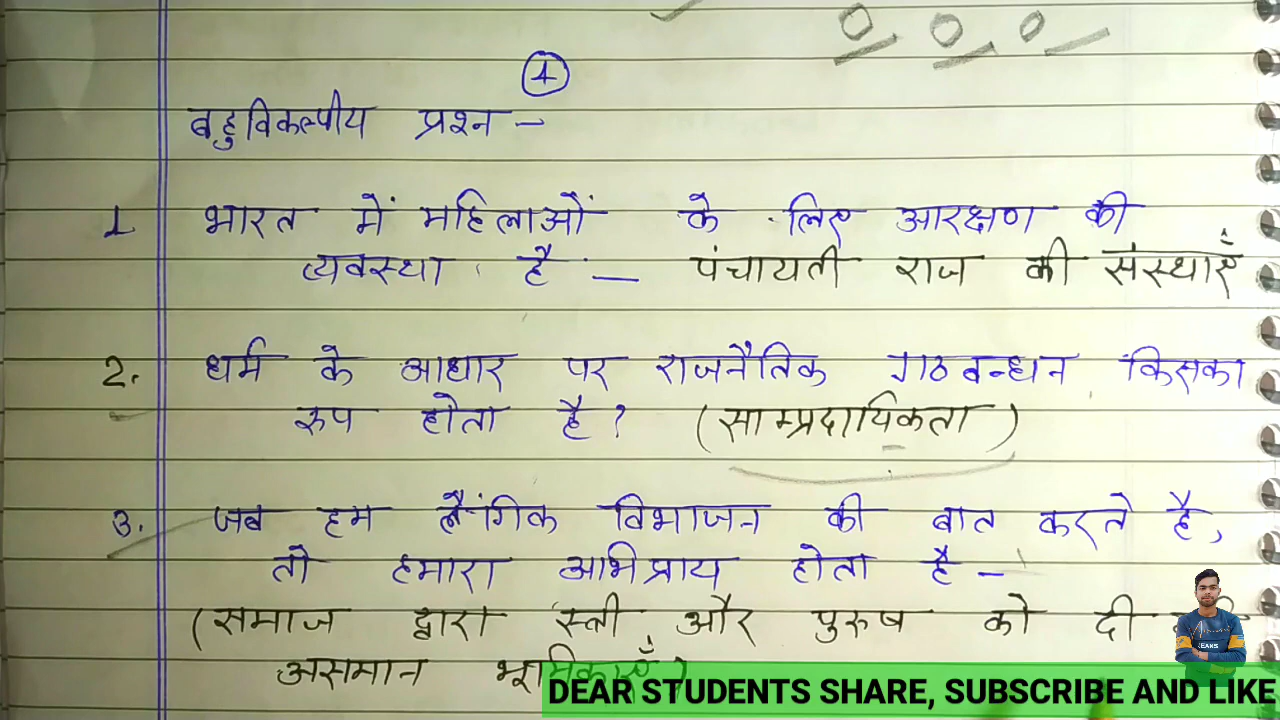 1
बहुविकल्पीय प्रश्न -
1 भारत में महिलाओं के लिए आरक्षण की
व्यवस्था है - पंचायती राज की संस्थाएँ
2. धर्म के आधार पर राजनैतिक गठबन्धन किसका
रूप होता है? (साम्प्रदायिकता)
3. जब हम लैंगिक विभाजन की बात करते है,
तो हमारा अभिप्राय होता है -
(समाज द्वारा स्त्री और पुरुष को दी
असमान भूमिकाएँ)
DEAR STUDENTS SHARE, SUBSCRIBE AND LIKE